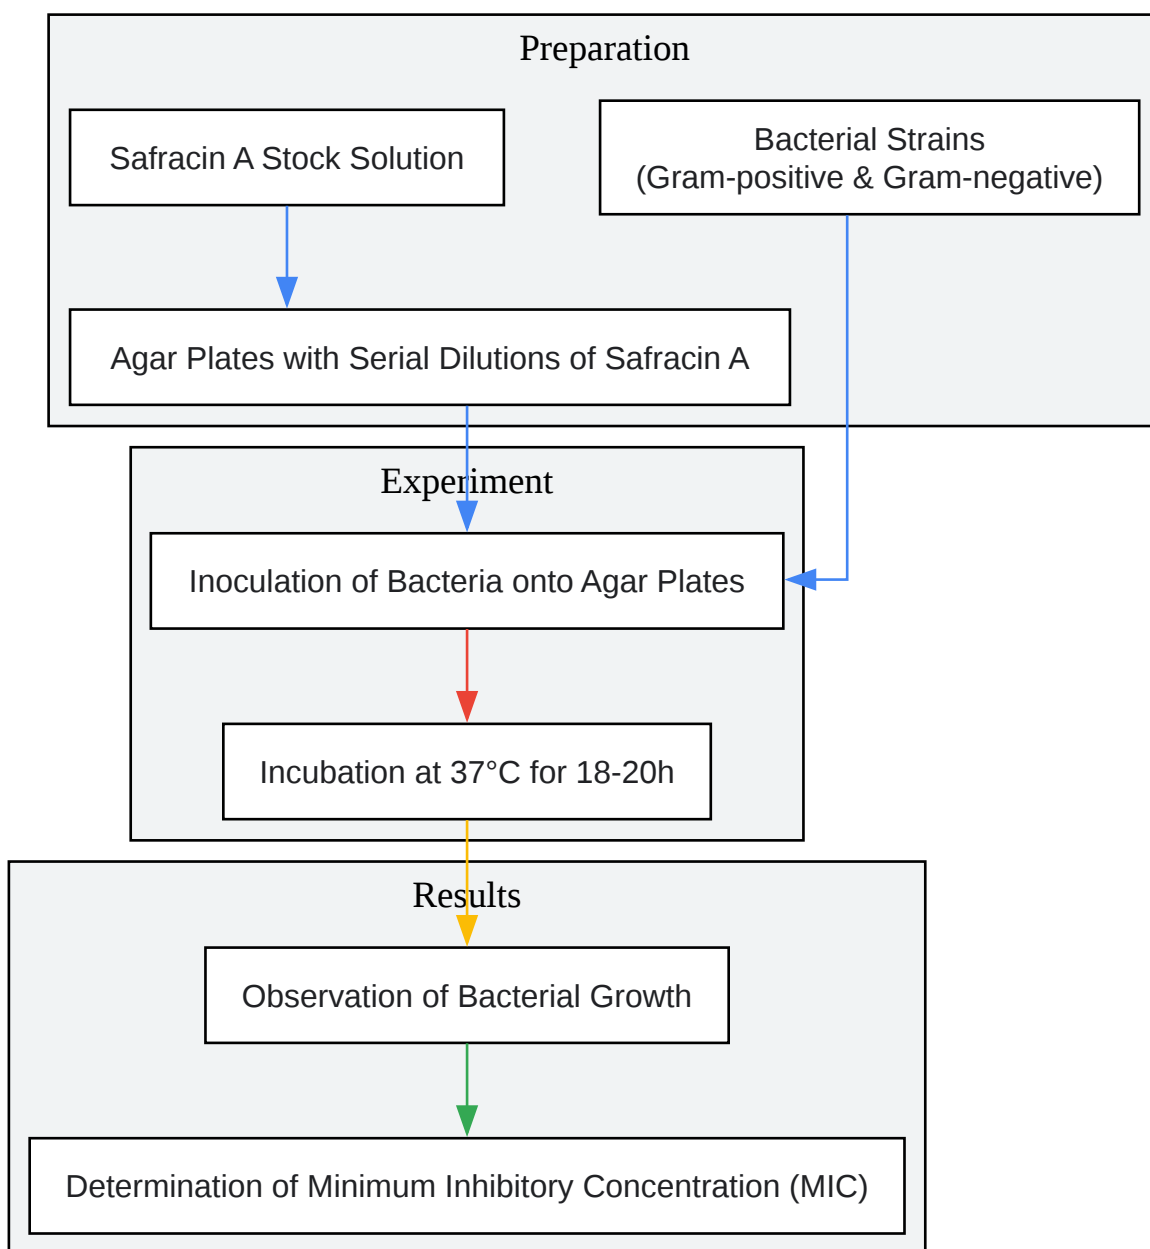 Preparation
Safracin A Stock Solution
Bacterial Strains
(Gram-positive & Gram-negative)
Agar Plates with Serial Dilutions of Safracin A
Experiment
Inoculation of Bacteria onto Agar Plates
Incubation at 37°C for 18-20h
Results
Observation of Bacterial Growth
Determination of Minimum Inhibitory Concentration (MIC)